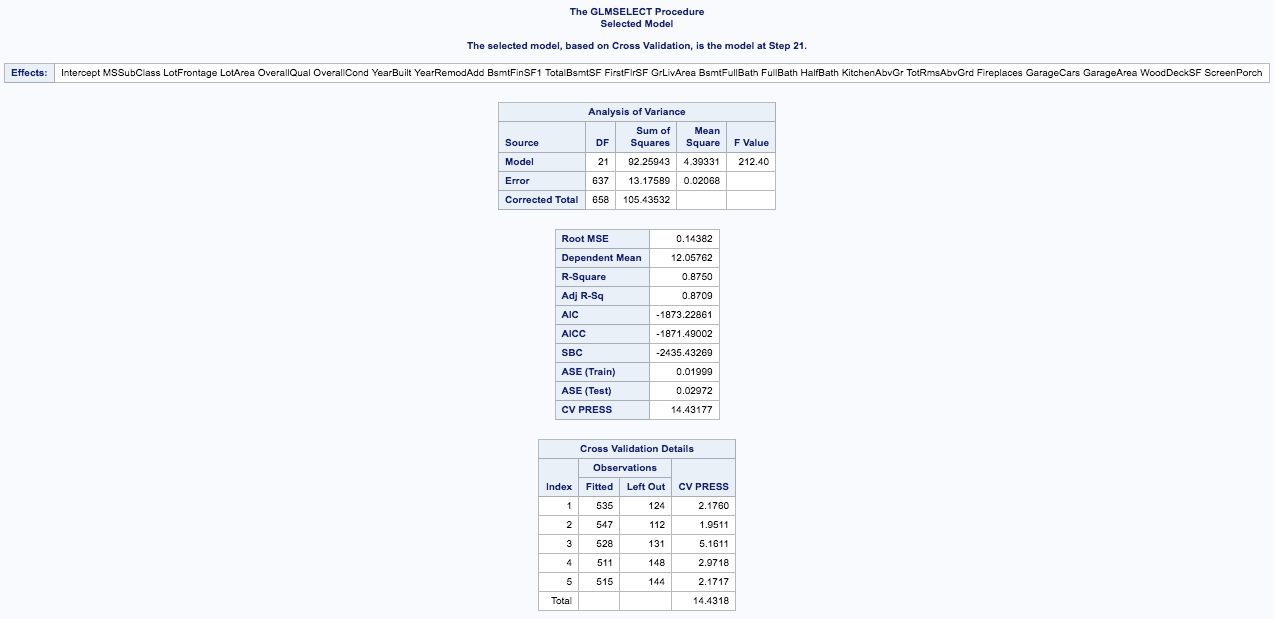 The GLMSELECT Procedure
Selected Model
The selected model, based on Cross Validation, is the model at Step 21.
Effects: Intercept MSSubClass LotFrontage LotArea OverallQual OverallCond YearBuilt YearRemodAdd BsmtFinSF1 TotalBsmtSF FirstFlrSF GrLivArea BsmtFullBath FullBath HalfBath KitchenAbvGr TotRmsAbvGrd Fireplaces GarageCars GarageArea WoodDeckSF ScreenPorch
Analysis of Variance
Source DF Sum of Squares Mean Square F Value
Model 21 92.25943 4.39331 212.40
Error 637 13.17589 0.02068
Corrected Total 658 105.43532
Root MSE 0.14382
Dependent Mean 12.05762
R-Square 0.8750
Adj R-Sq 0.8709
AIC -1873.22861
AICC -1871.49002
SBC -2435.43269
ASE (Train) 0.01999
ASE (Test) 0.02972
CV PRESS 14.43177
Cross Validation Details
Observations
Index Fitted Left Out CV PRESS
1 535 124 2.1760
2 547 112 1.9511
3 528 131 5.1611
4 511 148 2.9718
5 515 144 2.1717
Total 14.4318